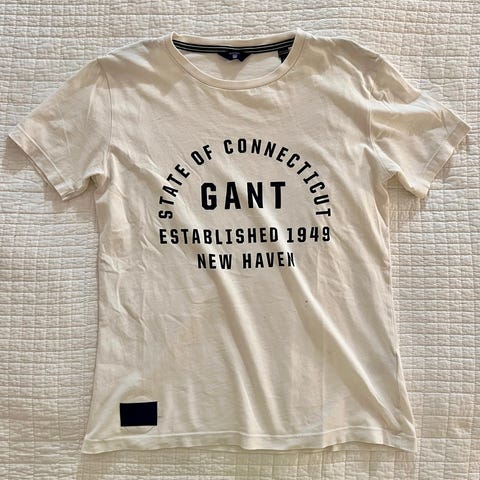 STATE OF CONNECTICUT
GANT
ESTABLISHED 1949
NEW HAVEN